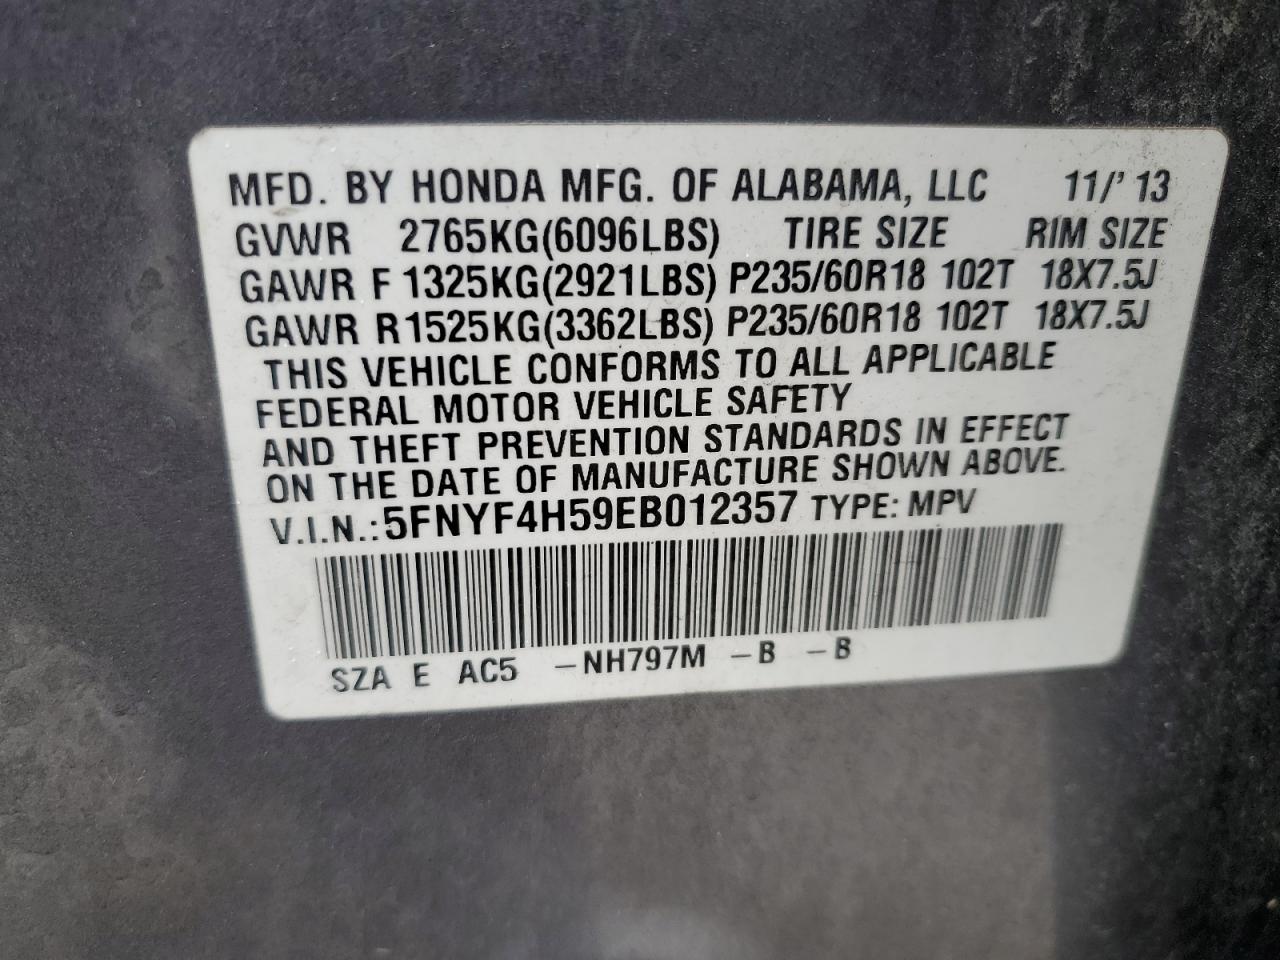 MFD. BY HONDA MFG. OF ALABAMA, LLC 11/' 13
GVWR 2765KG(6096LBS) TIRE SIZE RIM SIZE
GAWR F 1325KG(2921LBS) P235/60R18 102T 18X7.5J
GAWR R 1525KG(3362LBS) P235/60R18 102T 18X7.5J
THIS VEHICLE CONFORMS TO ALL APPLICABLE
FEDERAL MOTOR VEHICLE SAFETY
AND THEFT PREVENTION STANDARDS IN EFFECT
ON THE DATE OF MANUFACTURE SHOWN ABOVE.
V.I.N.: 5FNYF4H59EB012357 TYPE: MPV
SZA E AC5 -NH797M -B -B